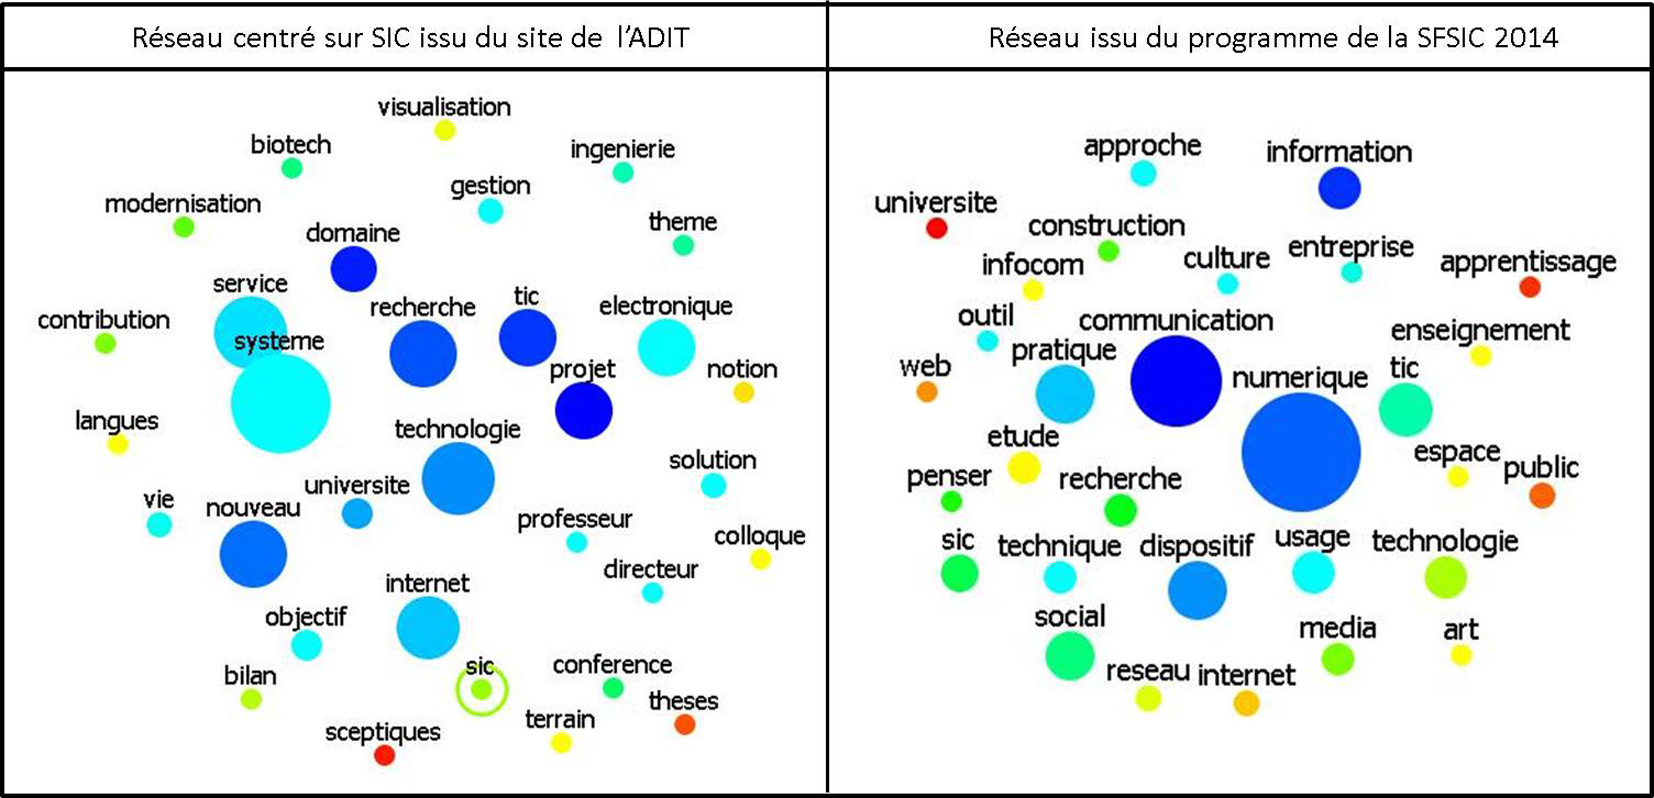 Réseau centré sur SIC issu du site de l’ADIT
visualisation
biotech
ingenierie
gestion
modernisation
theme
domaine
service
tic
recherche
electronique
contribution
systeme
projet
notion
langues
technologie
solution
universite
vie
nouveau
professeur
colloque
directeur
internet
objectif
sic
conference
bilan
theses
terrain
sceptiques
Réseau issu du programme de la SFSIC 2014
approche
information
universite
construction
entreprise
culture
infocom
apprentissage
outil
communication
enseignement
pratique
web
tic
numerique
etude
espace
public
penser
recherche
sic
technique
dispositif
usage
technologie
social
media
art
reseau
internet